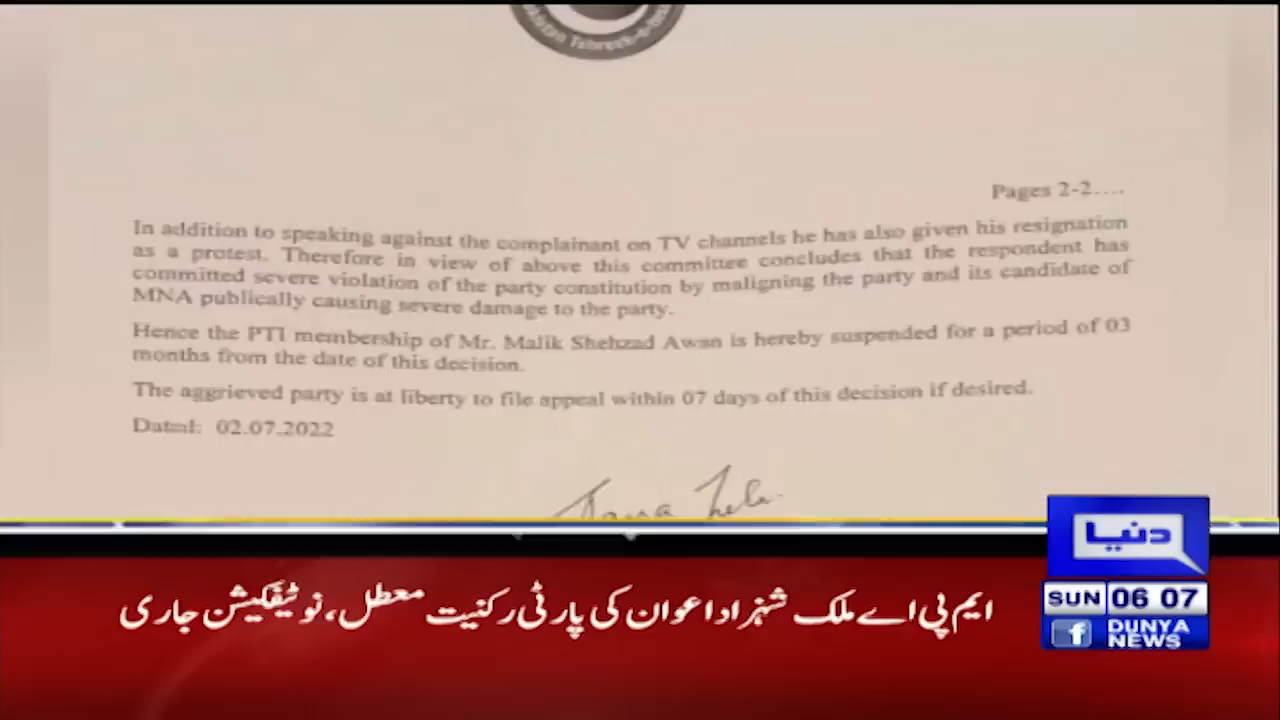 Pages 2-2....
In addition to speaking against the complainant on TV channels he has also given his resignation
as a protest. Therefore in view of above this committee concludes that the respondent has
committed severe violation of the party constitution by maligning the party and its candidate of
MNA publically causing severe damage to the party.
Hence the PTI membership of Mr. Malik Shehzad Awan is hereby suspended for a period of 03
months from the date of this decision.
The aggrieved party is at liberty to file appeal within 07 days of this decision if desired.
Dated: 02.07.2022
دنیا
SUN 06 07
DUNYA
NEWS
ایم پی اے ملک شہزاد اعوان کی پارٹی رکنیت معطل، نوٹیفکیشن جاری